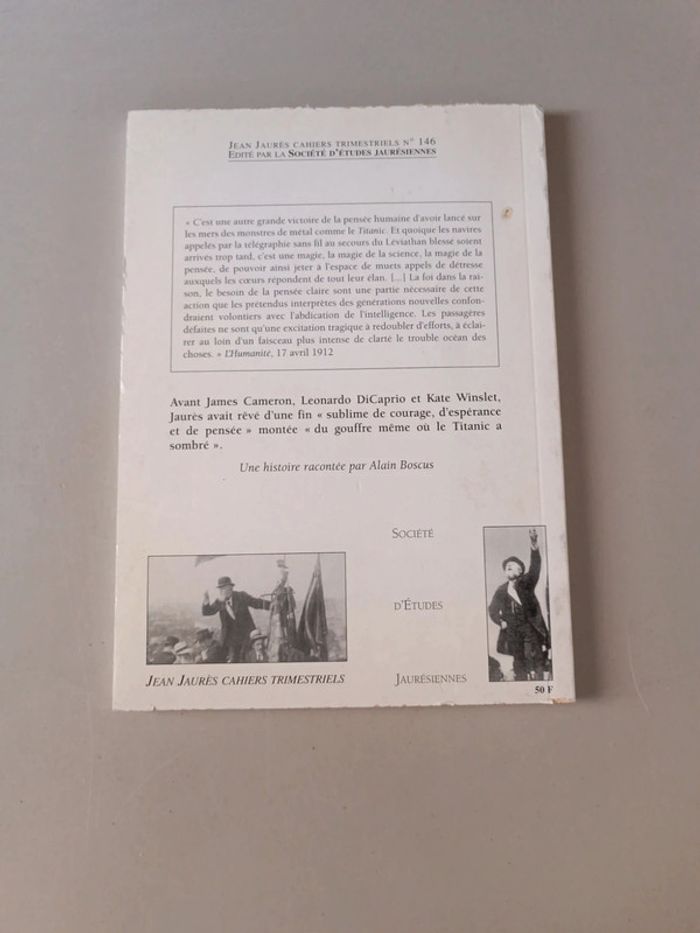 JEAN JAURÈS CAHIERS TRIMESTRIELS N° 146
EDITÉ PAR LA SOCIÉTÉ D'ÉTUDES JAURÉSIENNES
« C'est une autre grande victoire de la pensée humaine d'avoir lancé sur
les mers des monstres de métal comme le Titanic. Et quoique les navires
appelés par la télégraphie sans fil au secours du Léviathan blessé soient
arrivés trop tard, c'est une magie, la magie de la science, la magie de la
pensée, de pouvoir ainsi jeter à l'espace de muets appels de détresse
auxquels les cœurs répondent de tout leur élan. [...] La foi dans la rai-
son, le besoin de la pensée claire sont une partie nécessaire de cette
action que les prétendus interprètes des générations nouvelles confon-
draient volontiers avec l'abdication de l'intelligence. Les passagères
défaites ne sont qu'une excitation tragique à redoubler d'efforts, à éclai-
rer au loin d'un faisceau plus intense de clarté le trouble océan des
choses. » L'Humanité, 17 avril 1912
Avant James Cameron, Leonardo DiCaprio et Kate Winslet,
Jaurès avait rêvé d'une fin « sublime de courage, d'espérance
et de pensée » montée « du gouffre même où le Titanic a
sombré ».
Une histoire racontée par Alain Boscus
SOCIÉTÉ
D'ÉTUDES
JAURÉSIENNES
JEAN JAURÈS CAHIERS TRIMESTRIELS
50 F